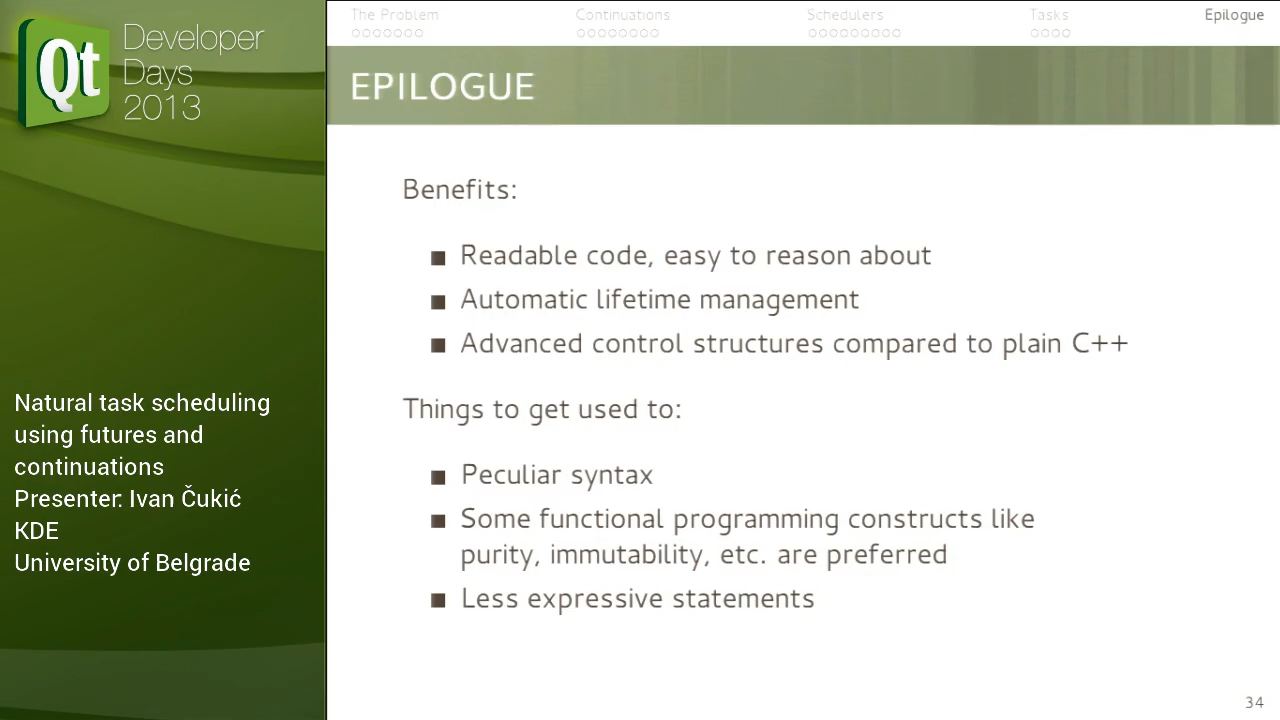 Qt
Developer
Days
2013
Natural task scheduling
using futures and
continuations
Presenter: Ivan Čukić
KDE
University of Belgrade
The Problem
Continuations
Schedulers
Tasks
Epilogue
EPILOGUE
Benefits:
Readable code, easy to reason about
Automatic lifetime management
Advanced control structures compared to plain C++
Things to get used to:
Peculiar syntax
Some functional programming constructs like
purity, immutability, etc. are preferred
Less expressive statements
34